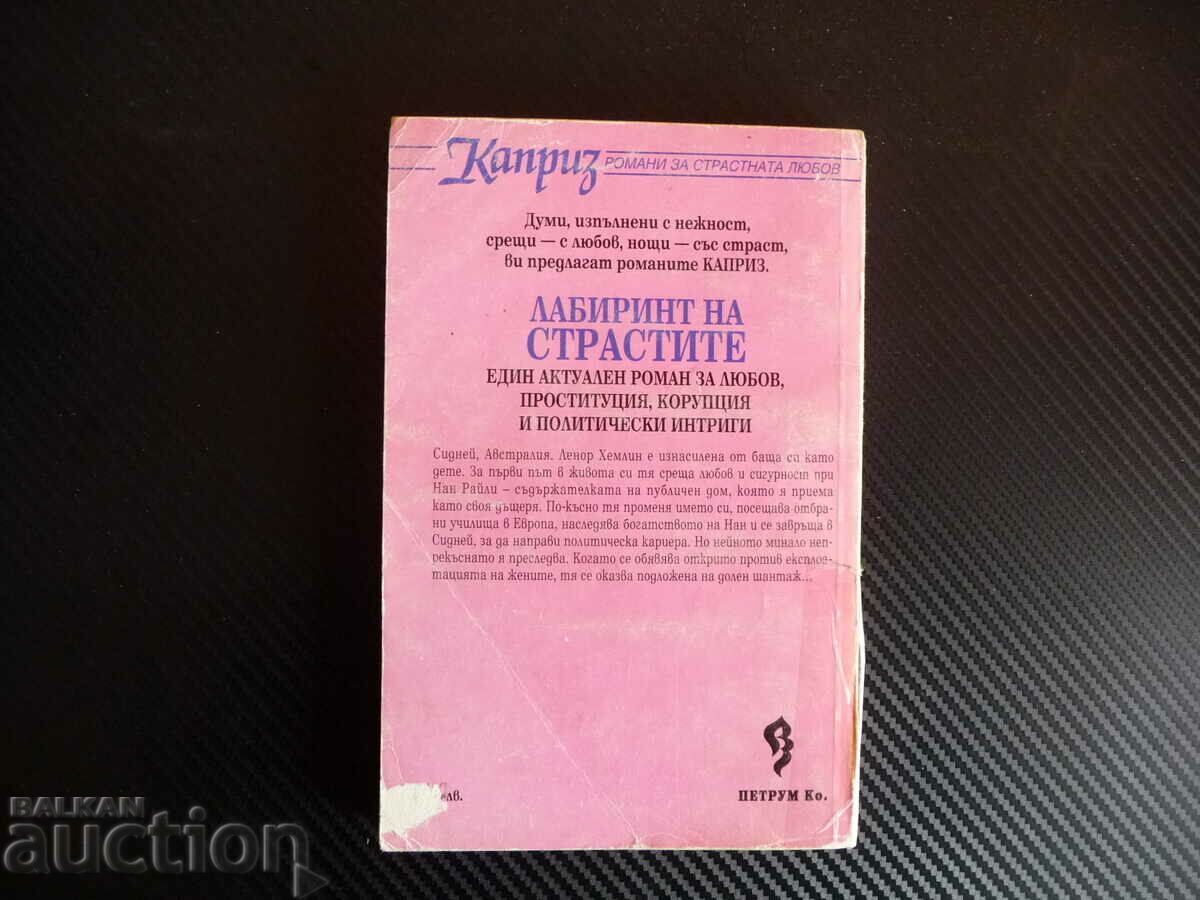 Каприз РОМАНИ ЗА СТРАСТНАТА ЛЮБОВ
Думи, изпълнени с нежност,
срещи — с любов, нощи — със страст,
ви предлагат романите КАПРИЗ.
ЛАБИРИНТ НА
СТРАСТИТЕ
ЕДИН АКТУАЛЕН РОМАН ЗА ЛЮБОВ,
ПРОСТИТУЦИЯ, КОРУПЦИЯ
И ПОЛИТИЧЕСКИ ИНТРИГИ
Сидней, Австралия. Ленор Хемлин е изнасилена от баща си като
дете. За първи път в живота си тя среща любов и сигурност при
Нан Райли – съдържателката на публичен дом, която я приема
като своя дъщеря. По-късно тя променя името си, посещава отбра-
ни училища в Европа, наследява богатството на Нан и се завръща в
Сидней, за да направи политическа кариера. Но нейното минало неп-
рекъснато я преследва. Когато се обявява открито против експлоа-
тацията на жените, тя се оказва подложена на долен шантаж...
лв.
ПЕТРУМ Ко.
BALKAN
auction